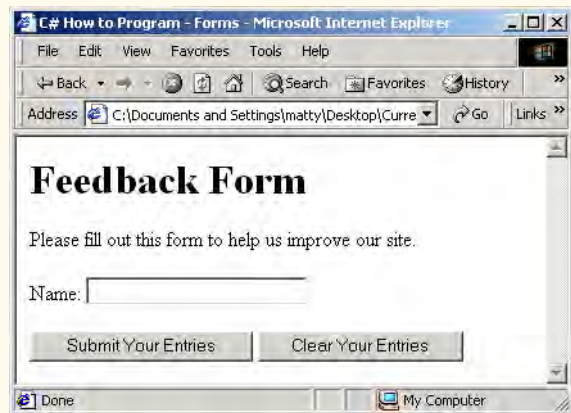 C# How to Program - Forms - Microsoft Internet Explorer
File Edit View Favorites Tools Help
Back Search Favorites History »
Address C:\Documents and Settings\matty\Desktop\Curre Go Links »
Feedback Form
Please fill out this form to help us improve our site.
Name:
Submit Your Entries Clear Your Entries
Done My Computer